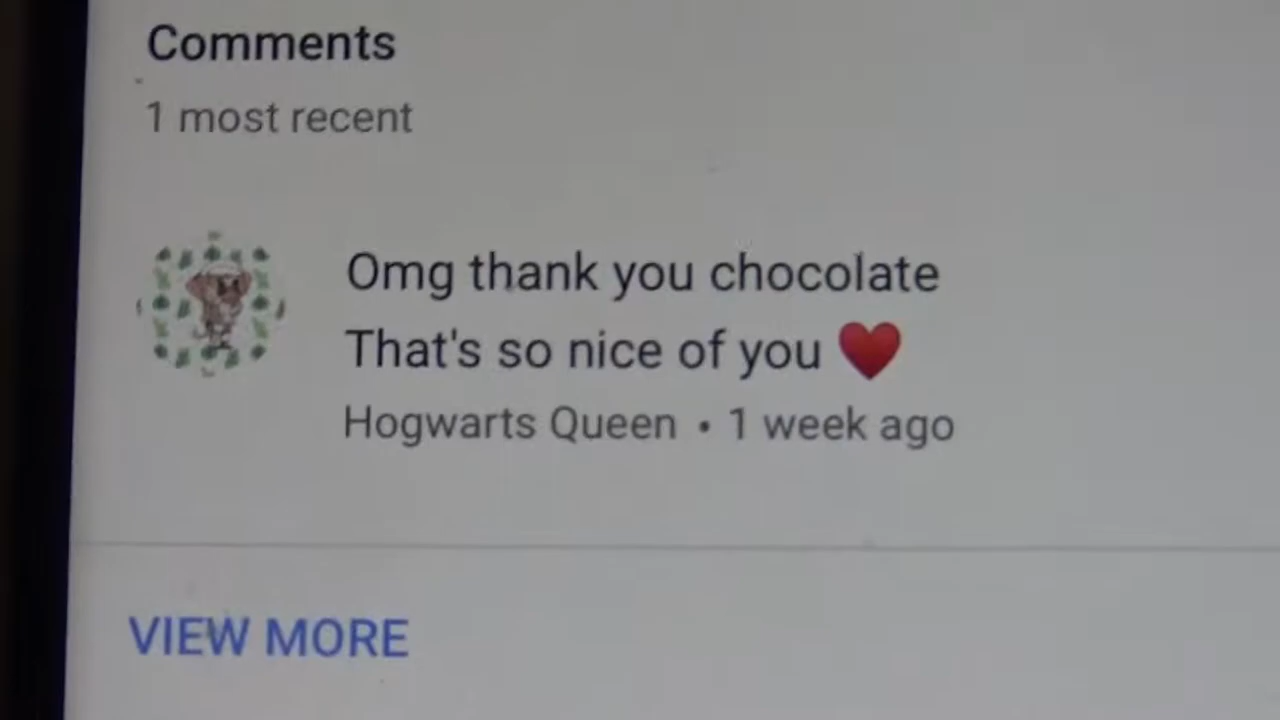 Comments
1 most recent
Omg thank you chocolate
That's so nice of you ❤️
Hogwarts Queen • 1 week ago
VIEW MORE